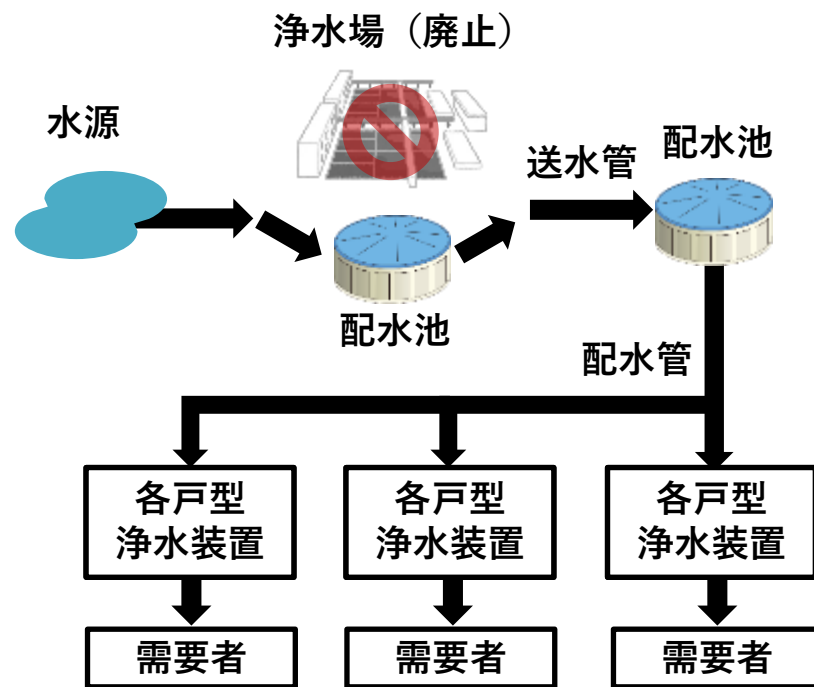 浄水場（廃止）
水源
送水管
配水池
配水池
配水管
各戸型
浄水装置
各戸型
浄水装置
各戸型
浄水装置
需要者
需要者
需要者